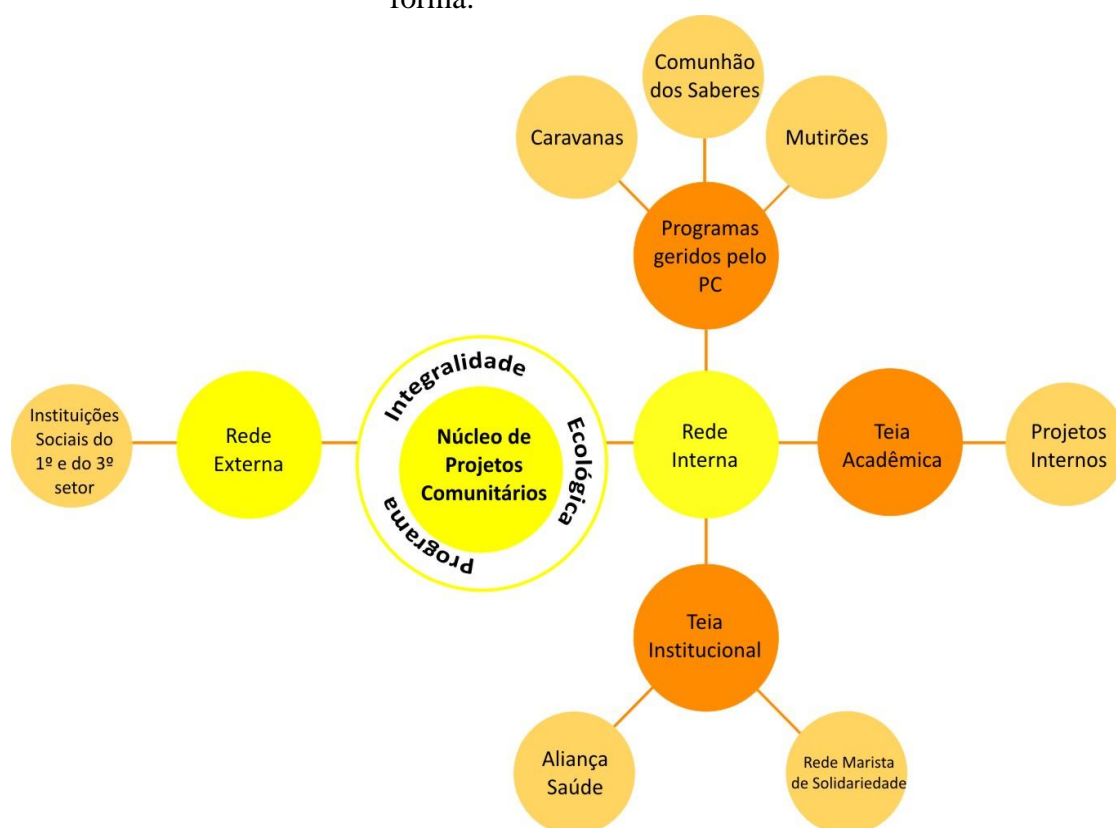 forma:
Comunhão
dos Saberes
Caravanas
Mutirões
Programas
geridos pelo
PC
Instituições
Sociais do
1º e do 3º
setor
Rede
Externa
Programa
Integralidade
Ecológica
Núcleo de
Projetos
Comunitários
Rede
Interna
Teia
Acadêmica
Projetos
Internos
Teia
Institucional
Aliança
Saúde
Rede Marista
de Solidariedade